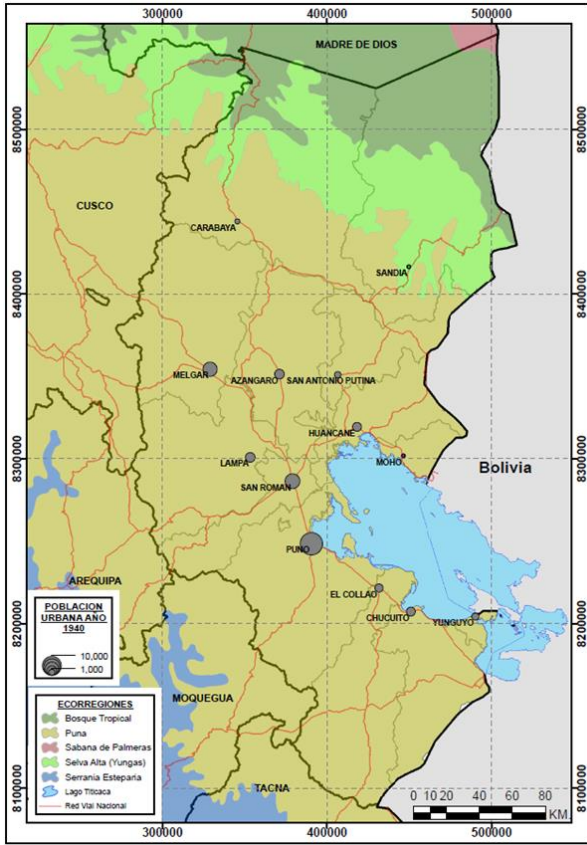 300000 400000 500000
MADRE DE DIOS
8500000 8500000
CUSCO
CARABAYA
SANDIA
8400000 8400000
MELGAR AZANGARO SAN ANTONIO PUTINA
HUANCANE
8300000 8300000
LAMPA MOHO
Bolivia
SAN ROMAN
PUNO
AREQUIPA
EL COLLAO
CHUCUITO YUNGUYO
8200000 8200000
POBLACION
URBANA AÑO
1940
10,000
1,000
MOQUEGUA
ECORREGIONES
Bosque Tropical
Puna
Sabana de Palmeras
Selva Alta (Yungas)
Serrania Esteparia
Lago Titicaca
Red Vial Nacional
TACNA
8100000 8100000
0 10 20 40 60 80
KM.
300000 400000 500000